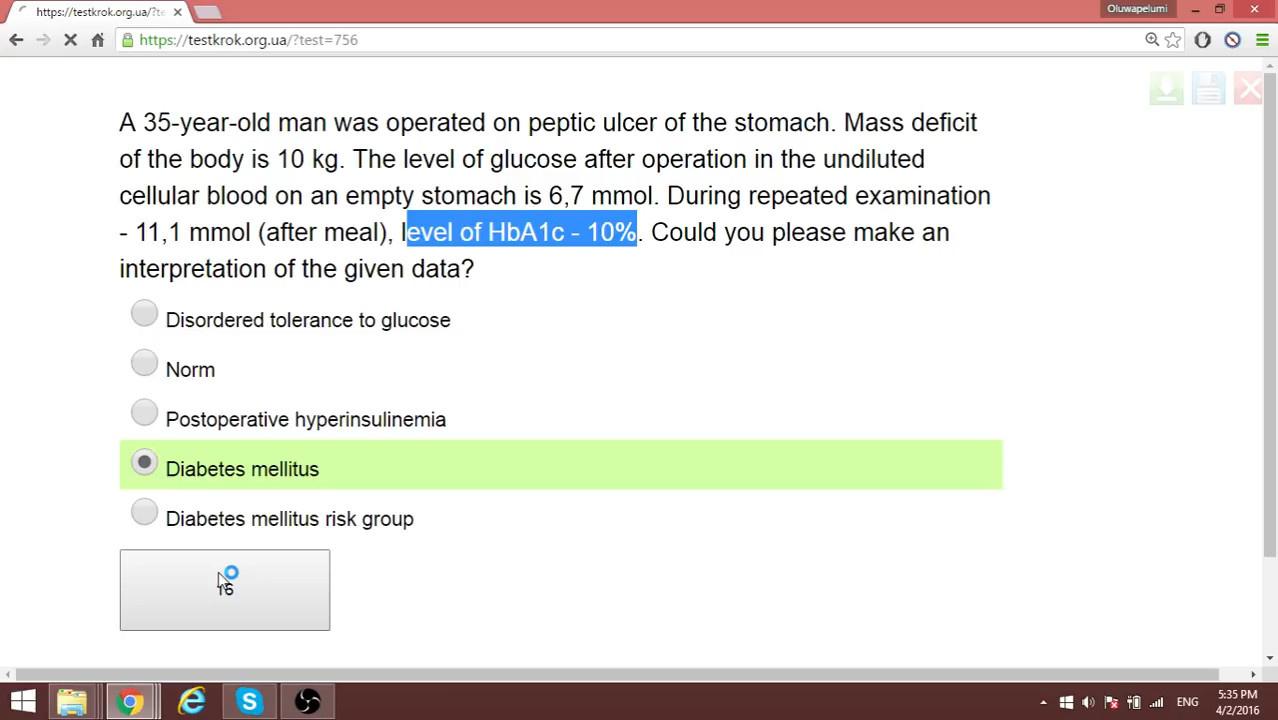 https://testkrok.org.ua/?te
Oluwapelumi
https://testkrok.org.ua/?test=756
A 35-year-old man was operated on peptic ulcer of the stomach. Mass deficit
of the body is 10 kg. The level of glucose after operation in the undiluted
cellular blood on an empty stomach is 6,7 mmol. During repeated examination
- 11,1 mmol (after meal), level of HbA1c - 10%. Could you please make an
interpretation of the given data?
Disordered tolerance to glucose
Norm
Postoperative hyperinsulinemia
Diabetes mellitus
Diabetes mellitus risk group
ENG
5:35 PM
4/2/2016